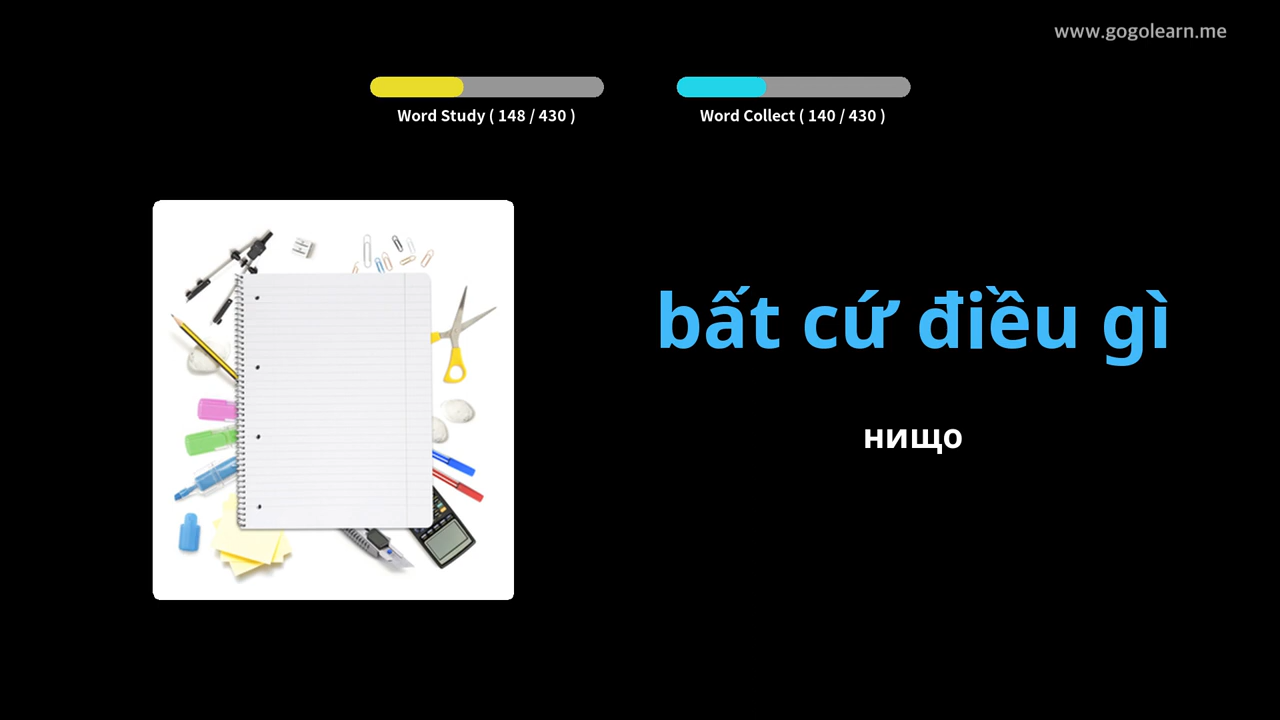 www.gogolearn.me
Word Study ( 148 / 430 )
Word Collect ( 140 / 430 )
bất cứ điều gì
нищо